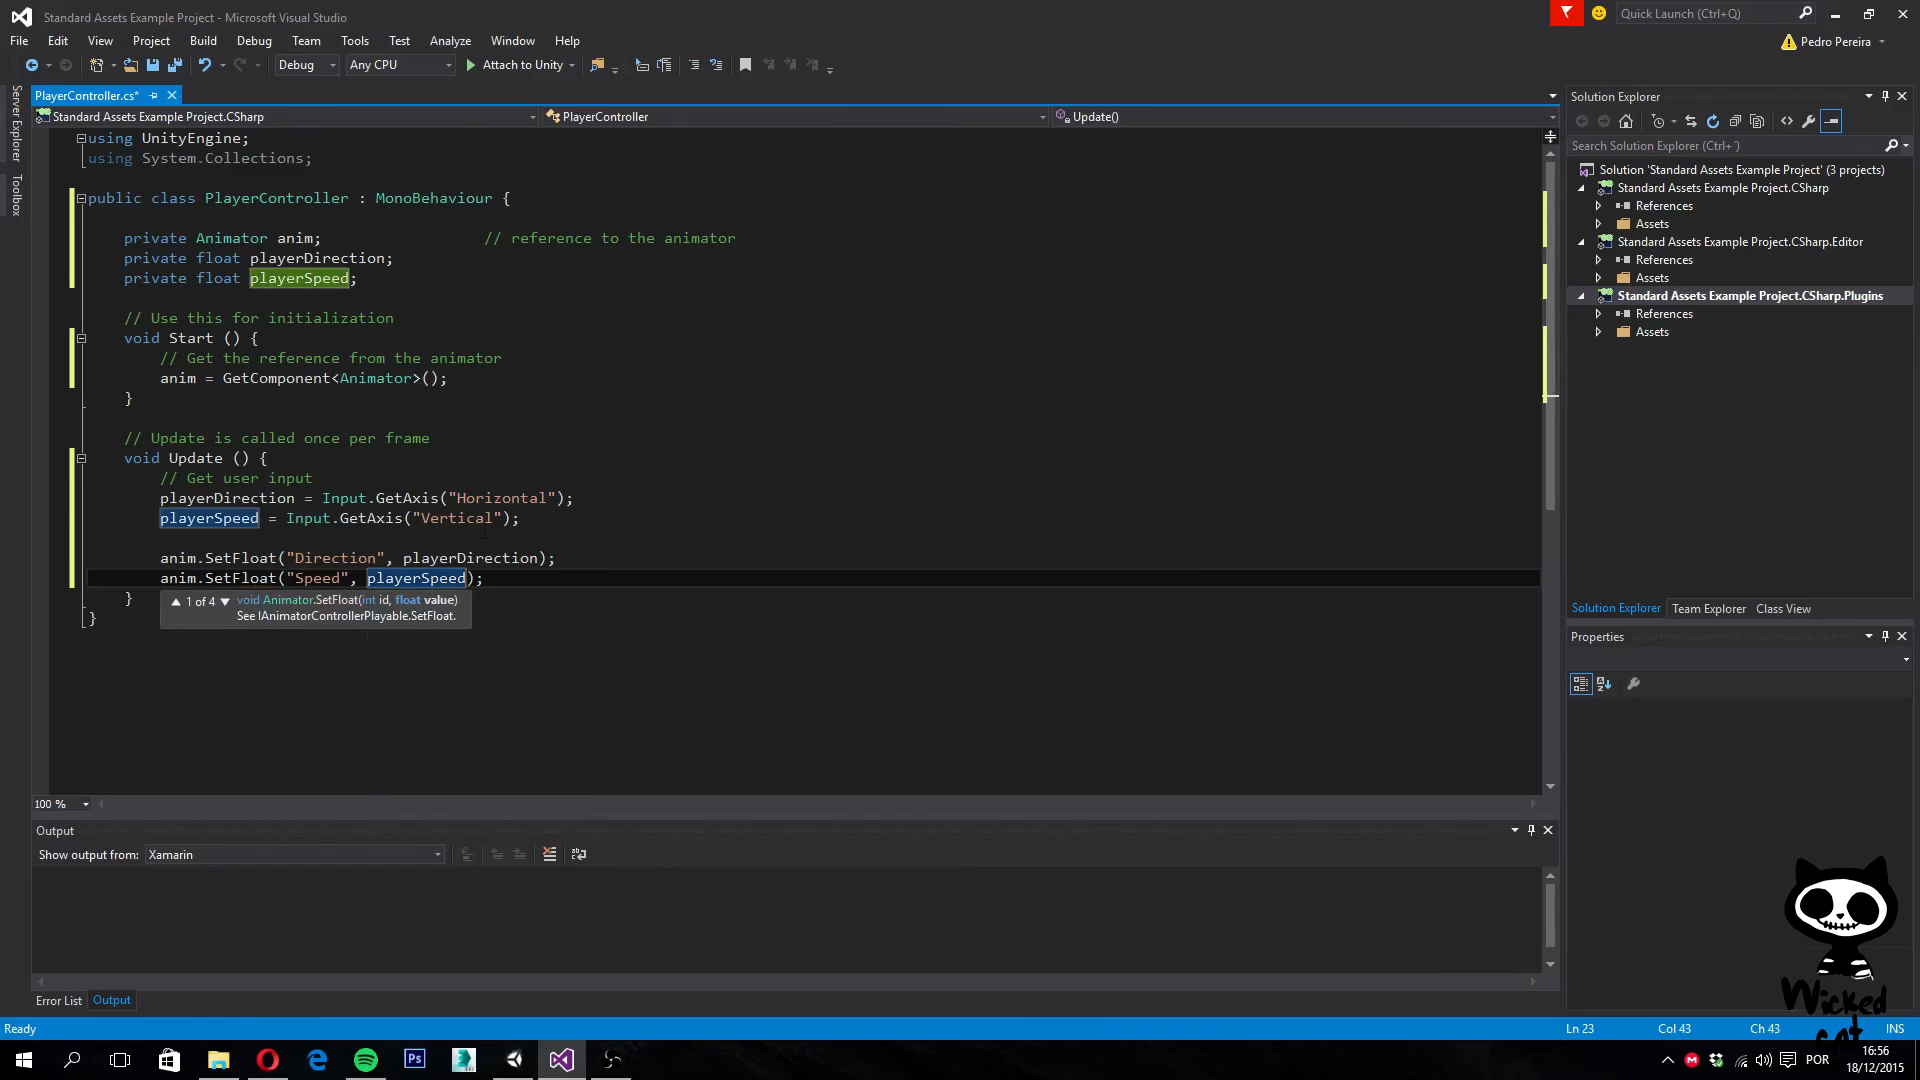 Standard Assets Example Project - Microsoft Visual Studio
Quick Launch (Ctrl+Q)
File Edit View Project Build Debug Team Tools Test Analyze Window Help
Pedro Pereira
Debug Any CPU Attach to Unity
Server Explorer
Toolbox
PlayerController.cs*
Standard Assets Example Project.CSharp PlayerController Update()
using UnityEngine;
using System.Collections;
public class PlayerController : MonoBehaviour {
private Animator anim; // reference to the animator
private float playerDirection;
private float playerSpeed;
// Use this for initialization
void Start () {
// Get the reference from the animator
anim = GetComponent<Animator>();
}
// Update is called once per frame
void Update () {
// Get user input
playerDirection = Input.GetAxis("Horizontal");
playerSpeed = Input.GetAxis("Vertical");
anim.SetFloat("Direction", playerDirection);
anim.SetFloat("Speed", playerSpeed);
}
1 of 4 void Animator.SetFloat(int id, float value)
See IAnimatorControllerPlayable.SetFloat.
}
100 %
Solution Explorer
Search Solution Explorer (Ctrl+´)
Solution 'Standard Assets Example Project' (3 projects)
Standard Assets Example Project.CSharp
References
Assets
Standard Assets Example Project.CSharp.Editor
References
Assets
Standard Assets Example Project.CSharp.Plugins
References
Assets
Solution Explorer Team Explorer Class View
Properties
Output
Show output from: Xamarin
Error List Output
Wicked
cat
Ready Ln 23 Col 43 Ch 43 INS
Ps
POR
16:56
18/12/2015